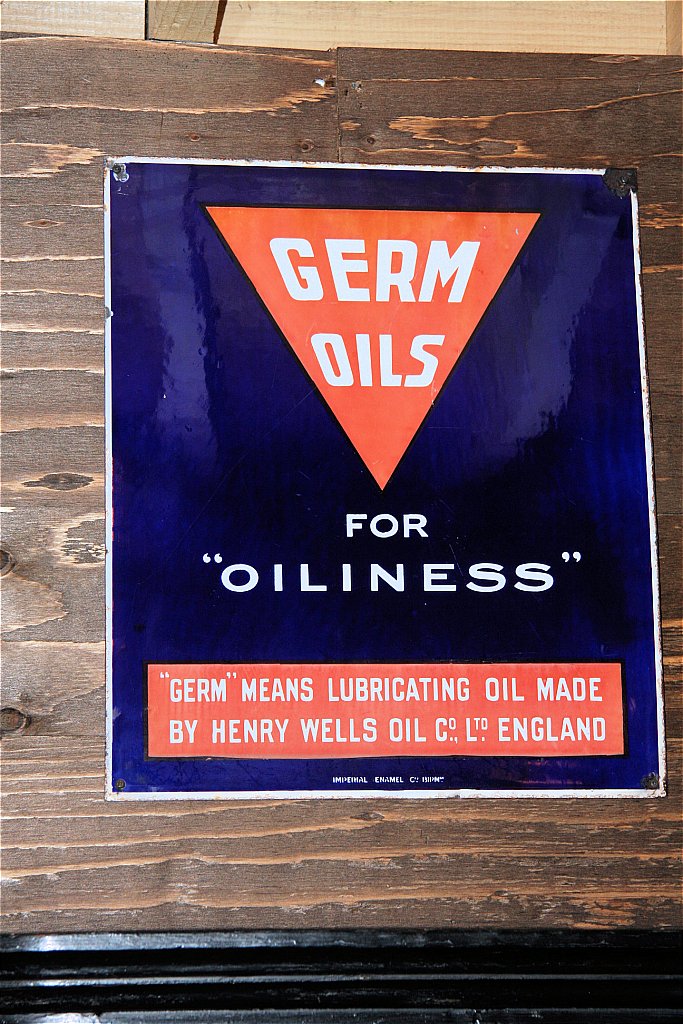 GERM
OILS
FOR
“OILINESS”
“GERM” MEANS LUBRICATING OIL MADE
BY HENRY WELLS OIL Cº., Lᵀᴰ. ENGLAND
IMPERIAL ENAMEL Cº BIRMᴹ